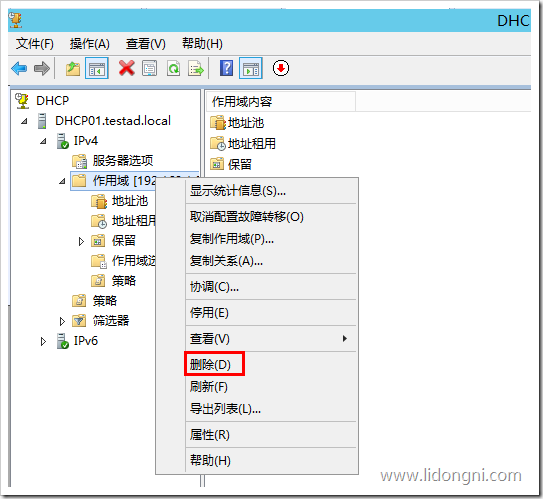 DHC
文件(F) 操作(A) 查看(V) 帮助(H)
DHCP
DHCP01.testad.local
IPv4
服务器选项
作用域
地址池
地址租用
保留
作用域
策略
策略
筛选器
IPv6
作用域内容
地址池
地址租用
保留
显示统计信息(S)...
取消配置故障转移(O)
复制作用域(P)...
复制关系(A)...
协调(C)...
停用(E)
查看(V)
删除(D)
刷新(F)
导出列表(L)...
属性(R)
帮助(H)
www.lidongni.com